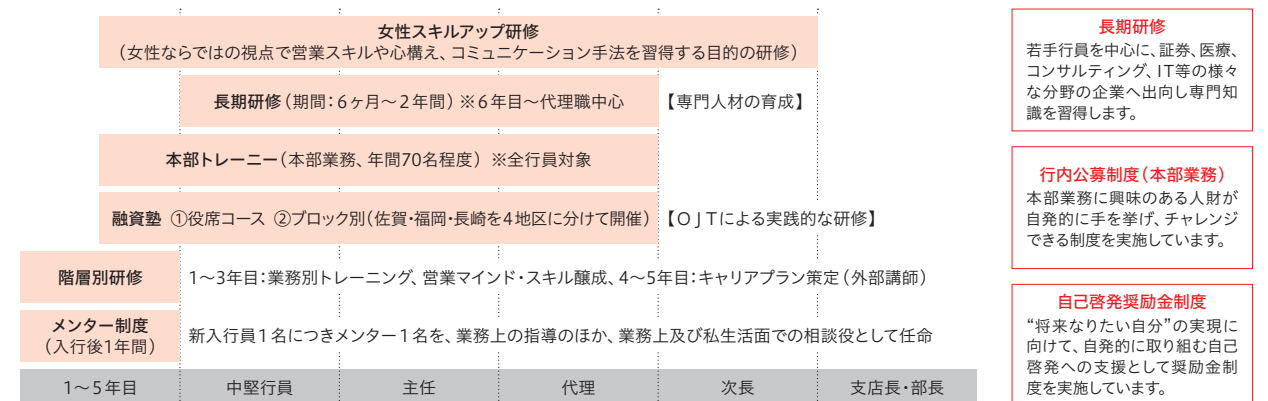 女性スキルアップ研修
（女性ならではの視点で営業スキルや心構え、コミュニケーション手法を習得する目的の研修）
長期研修（期間：6ヶ月～2年間）※6年目～代理職中心
【専門人材の育成】
本部トレーニー（本部業務、年間70名程度）※全行員対象
融資塾 ①役席コース ②ブロック別（佐賀・福岡・長崎を4地区に分けて開催）
【OJTによる実践的な研修】
階層別研修
1～3年目：業務別トレーニング、営業マインド・スキル醸成、4～5年目：キャリアプラン策定（外部講師）
メンター制度
（入行後1年間）
新入行員1名につきメンター1名を、業務上の指導のほか、業務上及び私生活面での相談役として任命
1～5年目
中堅行員
主任
代理
次長
支店長・部長
長期研修
若手行員を中心に、証券、医療、
コンサルティング、IT等の様々
な分野の企業へ出向し専門知
識を習得します。
行内公募制度（本部業務）
本部業務に興味のある人財が
自発的に手を挙げ、チャレンジ
できる制度を実施しています。
自己啓発奨励金制度
“将来なりたい自分”の実現に
向けて、自発的に取り組む自己
啓発への支援として奨励金制
度を実施しています。